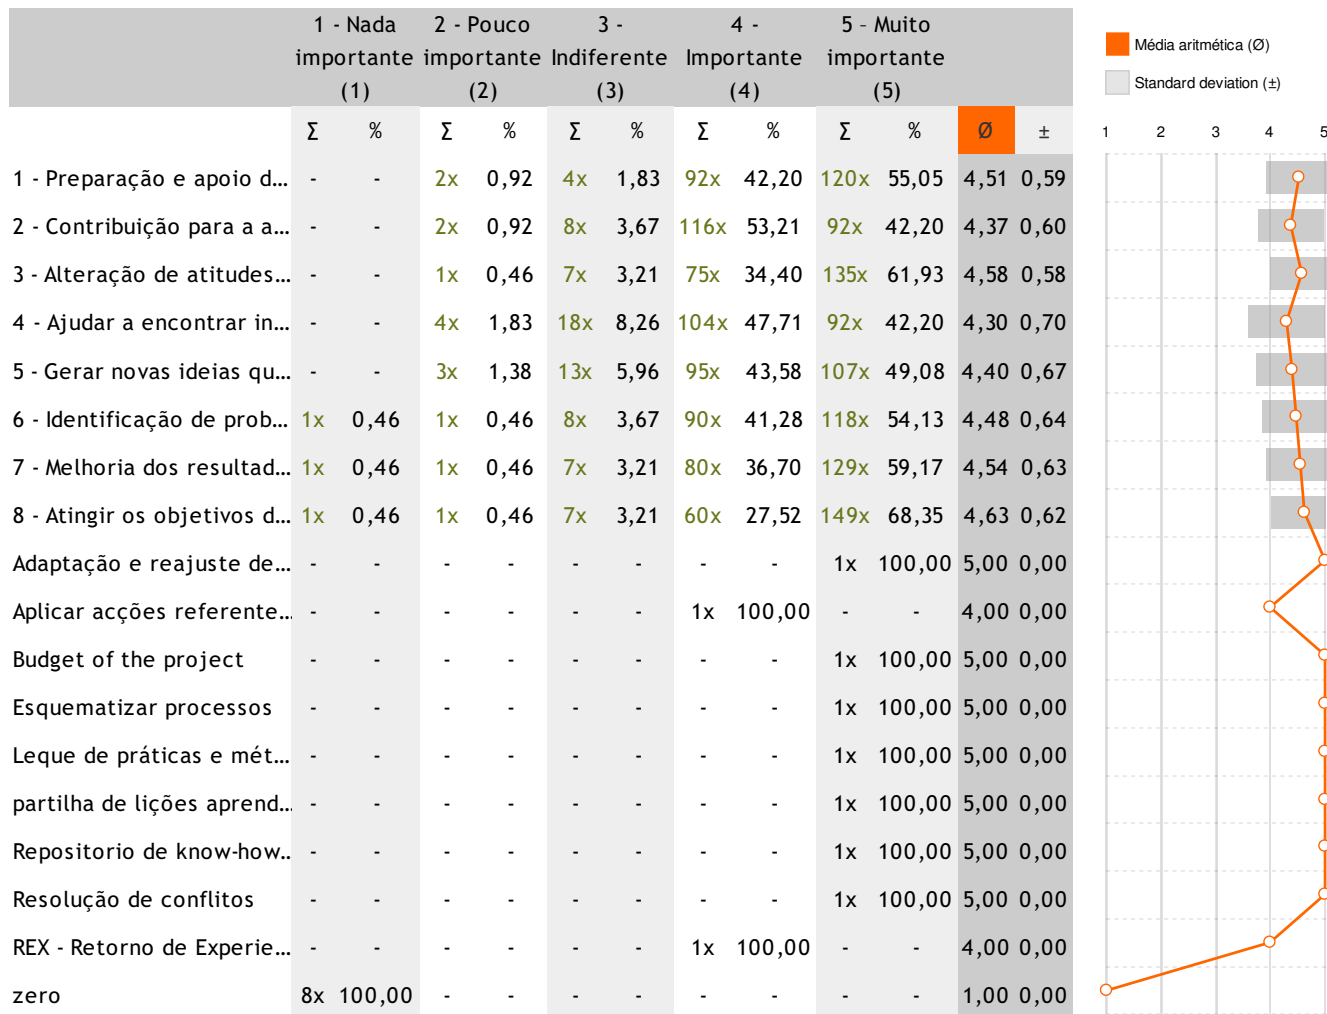 1 - Nada 2 - Pouco 3 - 4 - 5 – Muito
importante importante Indiferente Importante importante
(1) (2) (3) (4) (5)
Média aritmética (Ø)
Standard deviation (±)
Σ % Σ % Σ % Σ % Σ % Ø ± 1 2 3 4 5
1 - Preparação e apoio d... - - 2x 0,92 4x 1,83 92x 42,20 120x 55,05 4,51 0,59
2 - Contribuição para a a... - - 2x 0,92 8x 3,67 116x 53,21 92x 42,20 4,37 0,60
3 - Alteração de atitudes... - - 1x 0,46 7x 3,21 75x 34,40 135x 61,93 4,58 0,58
4 - Ajudar a encontrar in... - - 4x 1,83 18x 8,26 104x 47,71 92x 42,20 4,30 0,70
5 - Gerar novas ideias qu... - - 3x 1,38 13x 5,96 95x 43,58 107x 49,08 4,40 0,67
6 - Identificação de prob... 1x 0,46 1x 0,46 8x 3,67 90x 41,28 118x 54,13 4,48 0,64
7 - Melhoria dos resultad... 1x 0,46 1x 0,46 7x 3,21 80x 36,70 129x 59,17 4,54 0,63
8 - Atingir os objetivos d... 1x 0,46 1x 0,46 7x 3,21 60x 27,52 149x 68,35 4,63 0,62
Adaptação e reajuste de... - - - - - - - - 1x 100,00 5,00 0,00
Aplicar acções referente... - - - - - - 1x 100,00 - - 4,00 0,00
Budget of the project - - - - - - - - 1x 100,00 5,00 0,00
Esquematizar processos - - - - - - - - 1x 100,00 5,00 0,00
Leque de práticas e mét... - - - - - - - - 1x 100,00 5,00 0,00
partilha de lições aprend... - - - - - - - - 1x 100,00 5,00 0,00
Repositorio de know-how... - - - - - - - - 1x 100,00 5,00 0,00
Resolução de conflitos - - - - - - - - 1x 100,00 5,00 0,00
REX - Retorno de Experie... - - - - - - 1x 100,00 - - 4,00 0,00
zero 8x 100,00 - - - - - - - - 1,00 0,00